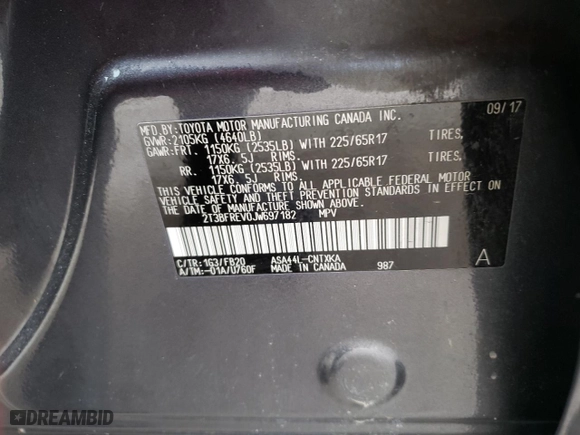 MFD.BY:TOYOTA MOTOR MANUFACTURING CANADA INC. 09/17
GVWR:2105KG (4640LB)
GAWR:FRT. 1150KG (2535LB) WITH 225/65R17 TIRES,
17X6. 5J RIMS.
RR. 1150KG (2535LB) WITH 225/65R17 TIRES,
17X6. 5J RIMS.
THIS VEHICLE CONFORMS TO ALL APPLICABLE FEDERAL MOTOR
VEHICLE SAFETY AND THEFT PREVENTION STANDARDS IN EFFECT ON
THE DATE OF MANUFACTURE SHOWN ABOVE.
2T3BFREV0JW697182 MPV
C/TR:1G3/FB20 ASA44L-CNTXKA A
A/TM:-01A/U760F MADE IN CANADA 987
DREAMBID